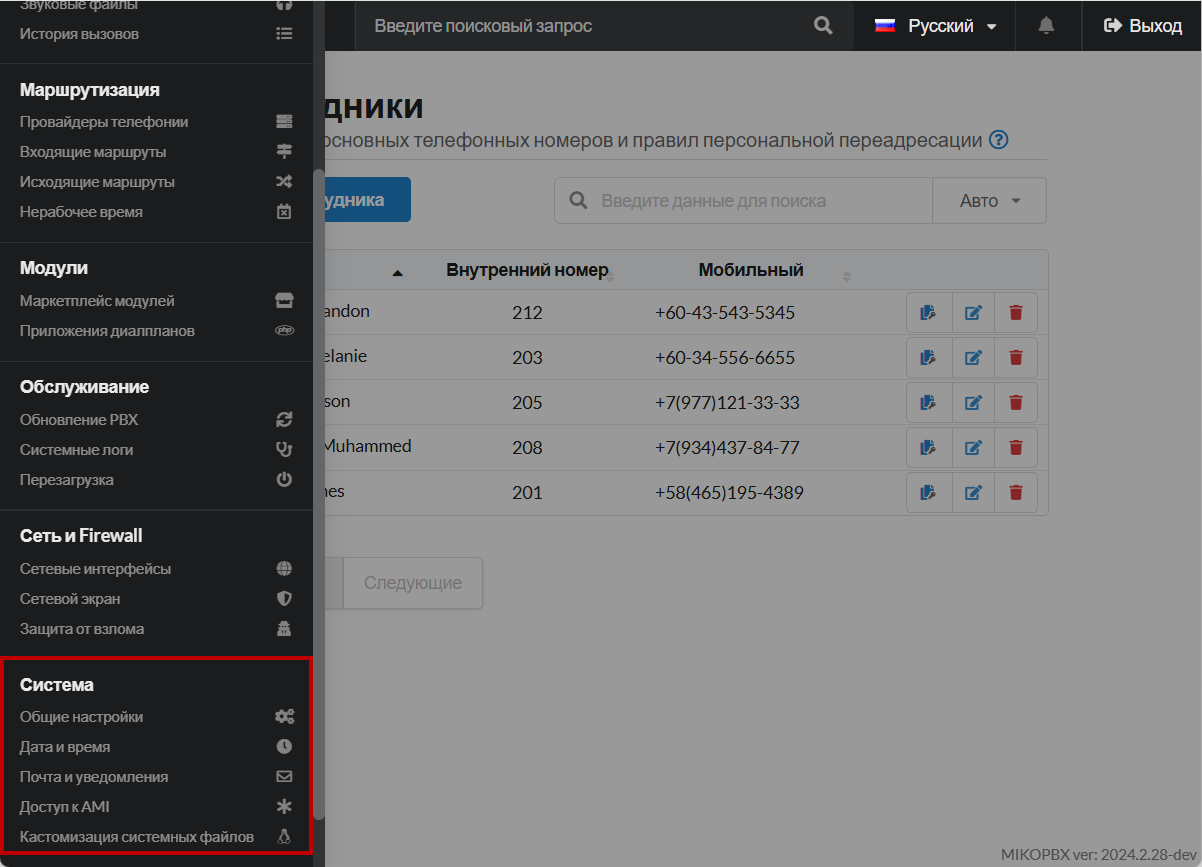 Звуковые файлы
История вызовов
Маршрутизация
Провайдеры телефонии
Входящие маршруты
Исходящие маршруты
Нерабочее время
Модули
Маркетплейс модулей
Приложения диалпланов
php
Обслуживание
Обновление PBX
Системные логи
Перезагрузка
Сеть и Firewall
Сетевые интерфейсы
Сетевой экран
Защита от взлома
Система
Общие настройки
Дата и время
Почта и уведомления
Доступ к AMI
Кастомизация системных файлов
Введите поисковый запрос
Русский
Выход
дники
основных телефонных номеров и правил персональной переадресации
удника
Введите данные для поиска
Авто
Внутренний номер Мобильный
andon 212 +60-43-543-5345
elanie 203 +60-34-556-6655
son 205 +7(977)121-33-33
Muhammed 208 +7(934)437-84-77
nes 201 +58(465)195-4389
Следующие
MIKOPBX ver: 2024.2.28-dev